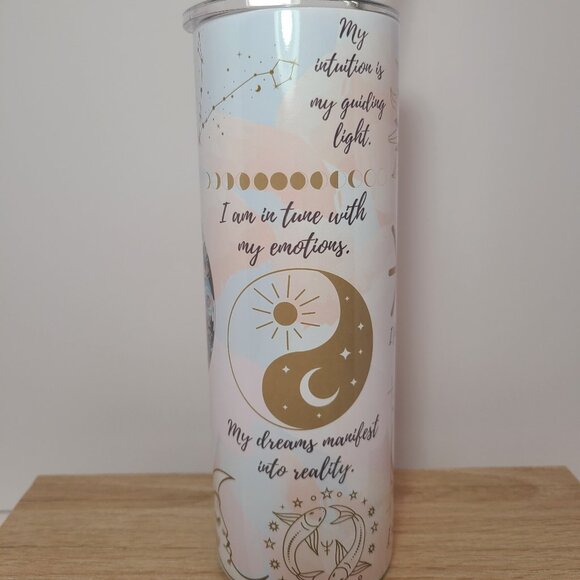 My
intuition is
my guiding
light.
I am in tune with
my emotions.
My dreams manifest
into reality.